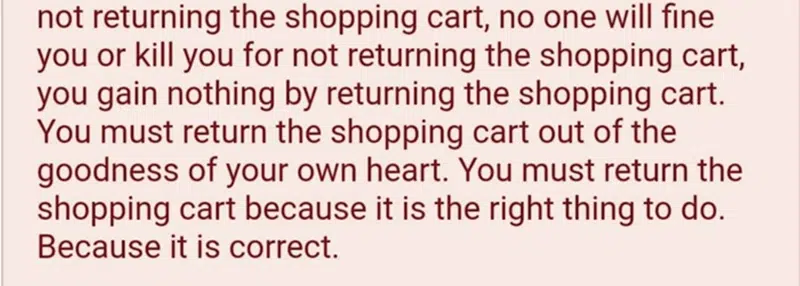 not returning the shopping cart, no one will fine
you or kill you for not returning the shopping cart,
you gain nothing by returning the shopping cart.
You must return the shopping cart out of the
goodness of your own heart. You must return the
shopping cart because it is the right thing to do.
Because it is correct.